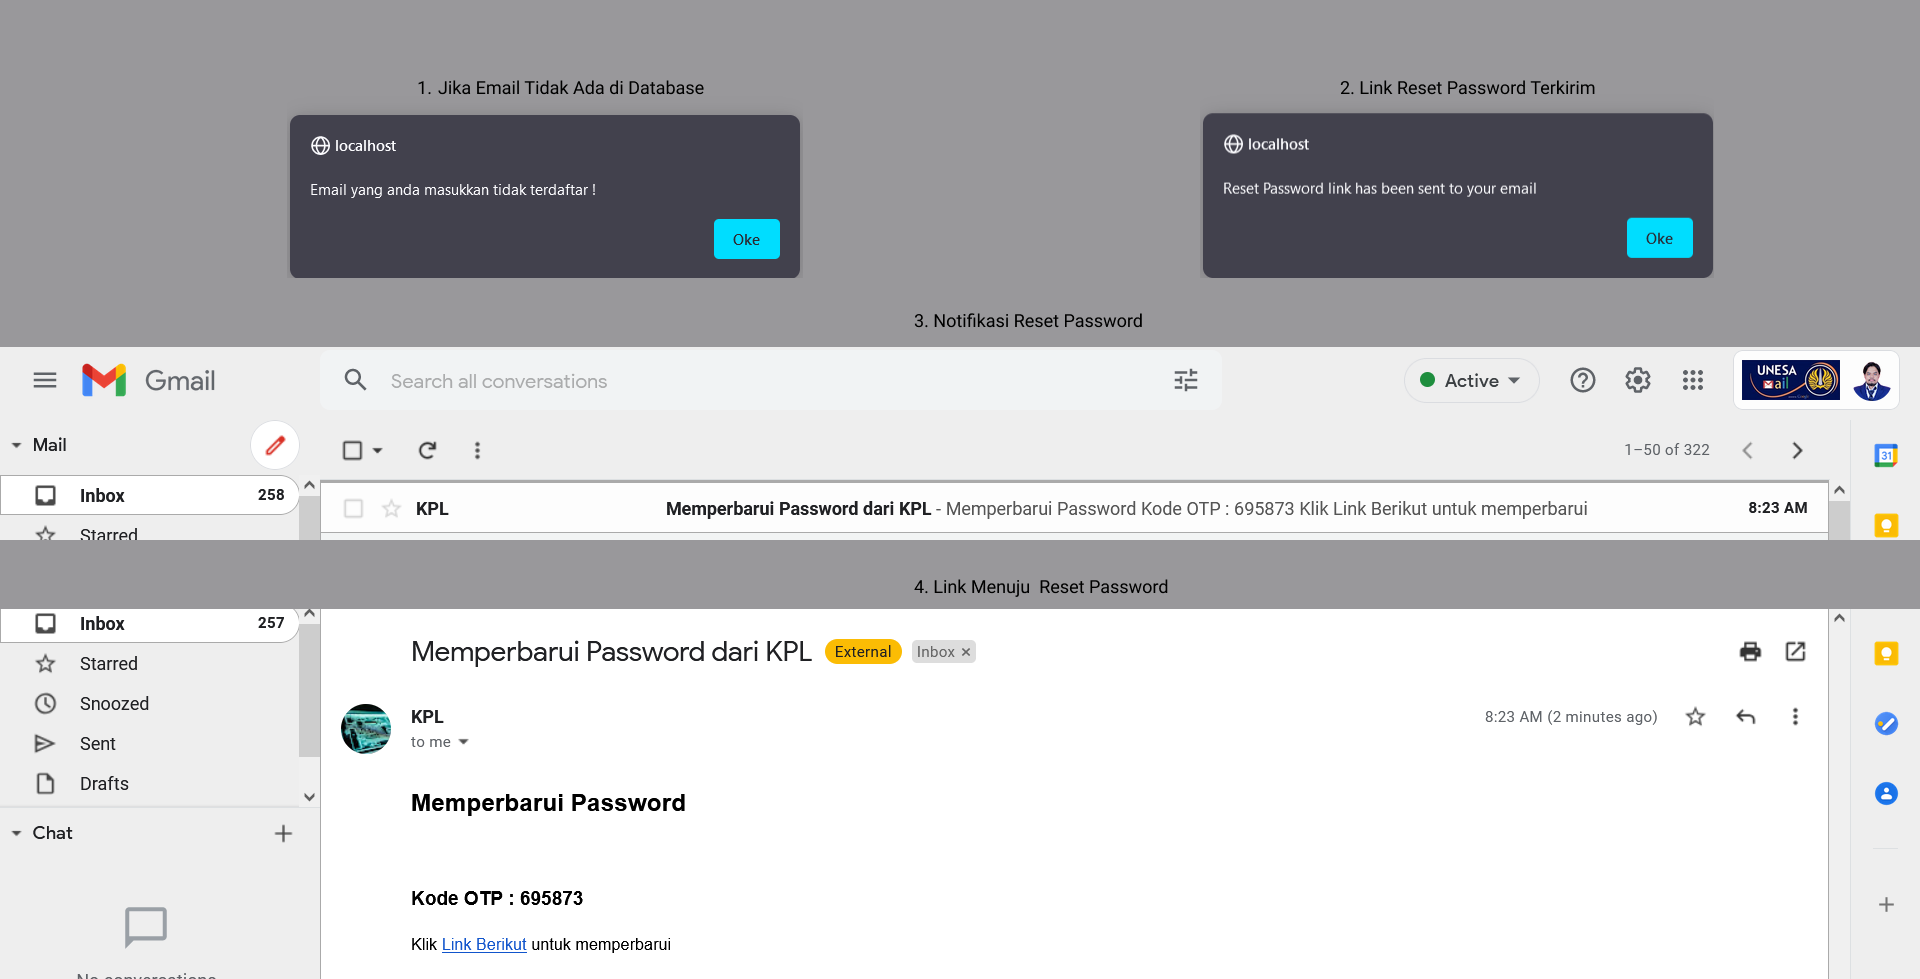 1. Jika Email Tidak Ada di Database
2. Link Reset Password Terkirim
localhost
Email yang anda masukkan tidak terdaftar !
Oke
localhost
Reset Password link has been sent to your email
Oke
3. Notifikasi Reset Password
Gmail
Search all conversations
Active
UNESA
Mail
Mail
1–50 of 322
31
Inbox 258
KPL Memperbarui Password dari KPL - Memperbarui Password Kode OTP : 695873 Klik Link Berikut untuk memperbarui 8:23 AM
Starred
4. Link Menuju  Reset Password
Inbox 257
Starred
Snoozed
Sent
Drafts
Chat
No conversations
Memperbarui Password dari KPL External Inbox ×
KPL 8:23 AM (2 minutes ago)
to me
Memperbarui Password
Kode OTP : 695873
Klik Link Berikut untuk memperbarui